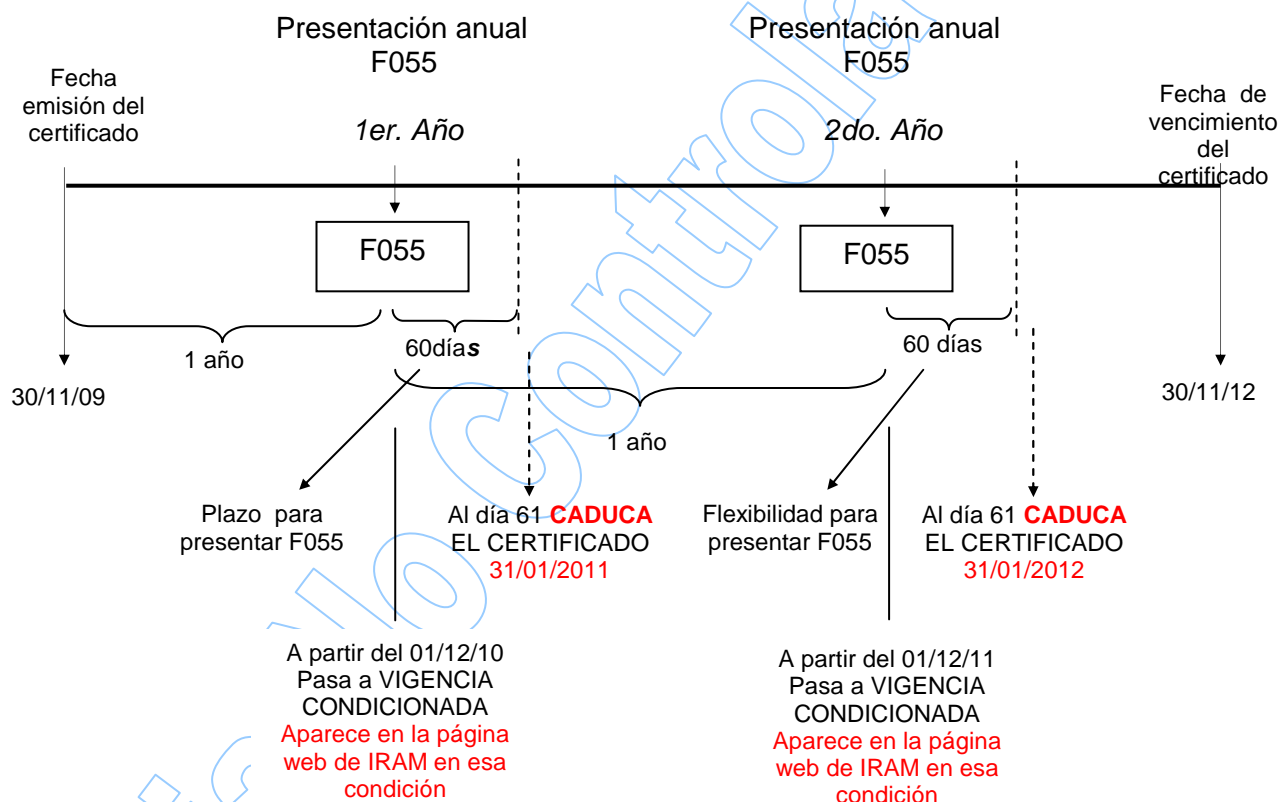 Presentación anual
F055
Presentación anual
F055
Fecha
emisión del
certificado
1er. Año
2do. Año
Fecha de
vencimiento
del
certificado
F055
F055
1 año
60días
60 días
30/11/09
30/11/12
1 año
Plazo para
presentar F055
Al día 61 CADUCA
EL CERTIFICADO
31/01/2011
Flexibilidad para
presentar F055
Al día 61 CADUCA
EL CERTIFICADO
31/01/2012
A partir del 01/12/10
Pasa a VIGENCIA
CONDICIONADA
Aparece en la página
web de IRAM en esa
condición
A partir del 01/12/11
Pasa a VIGENCIA
CONDICIONADA
Aparece en la página
web de IRAM en esa
condición